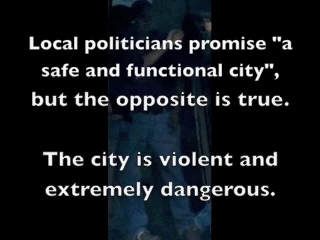 Local politicians promise "a
safe and functional city",
but the opposite is true.
The city is violent and
extremely dangerous.